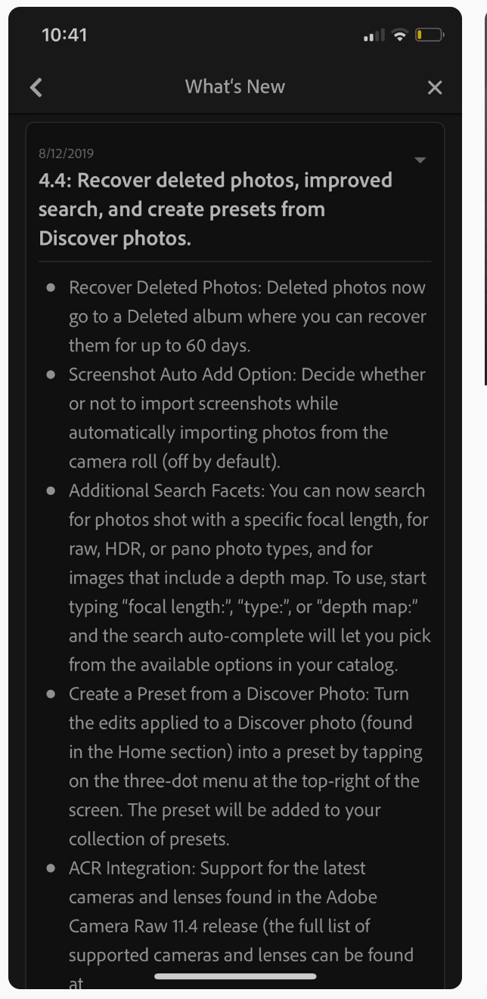 10:41
What's New
8/12/2019
4.4: Recover deleted photos, improved
search, and create presets from
Discover photos.
Recover Deleted Photos: Deleted photos now
go to a Deleted album where you can recover
them for up to 60 days.
Screenshot Auto Add Option: Decide whether
or not to import screenshots while
automatically importing photos from the
camera roll (off by default).
Additional Search Facets: You can now search
for photos shot with a specific focal length, for
raw, HDR, or pano photo types, and for
images that include a depth map. To use, start
typing “focal length:”, “type:”, or “depth map:”
and the search auto-complete will let you pick
from the available options in your catalog.
Create a Preset from a Discover Photo: Turn
the edits applied to a Discover photo (found
in the Home section) into a preset by tapping
on the three-dot menu at the top-right of the
screen. The preset will be added to your
collection of presets.
ACR Integration: Support for the latest
cameras and lenses found in the Adobe
Camera Raw 11.4 release (the full list of
supported cameras and lenses can be found
at